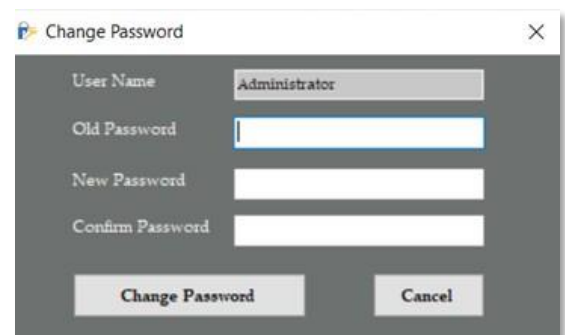 Change Password
User Name Administrator
Old Password
New Password
Confirm Password
Change Password Cancel